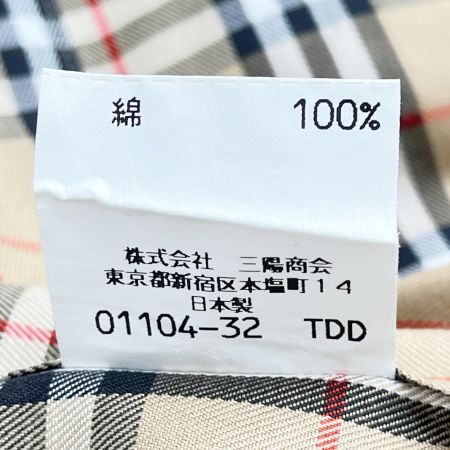 綿 100%
株式会社 三陽商会
東京都新宿区本塩町14
日本製
01104-32 TDD